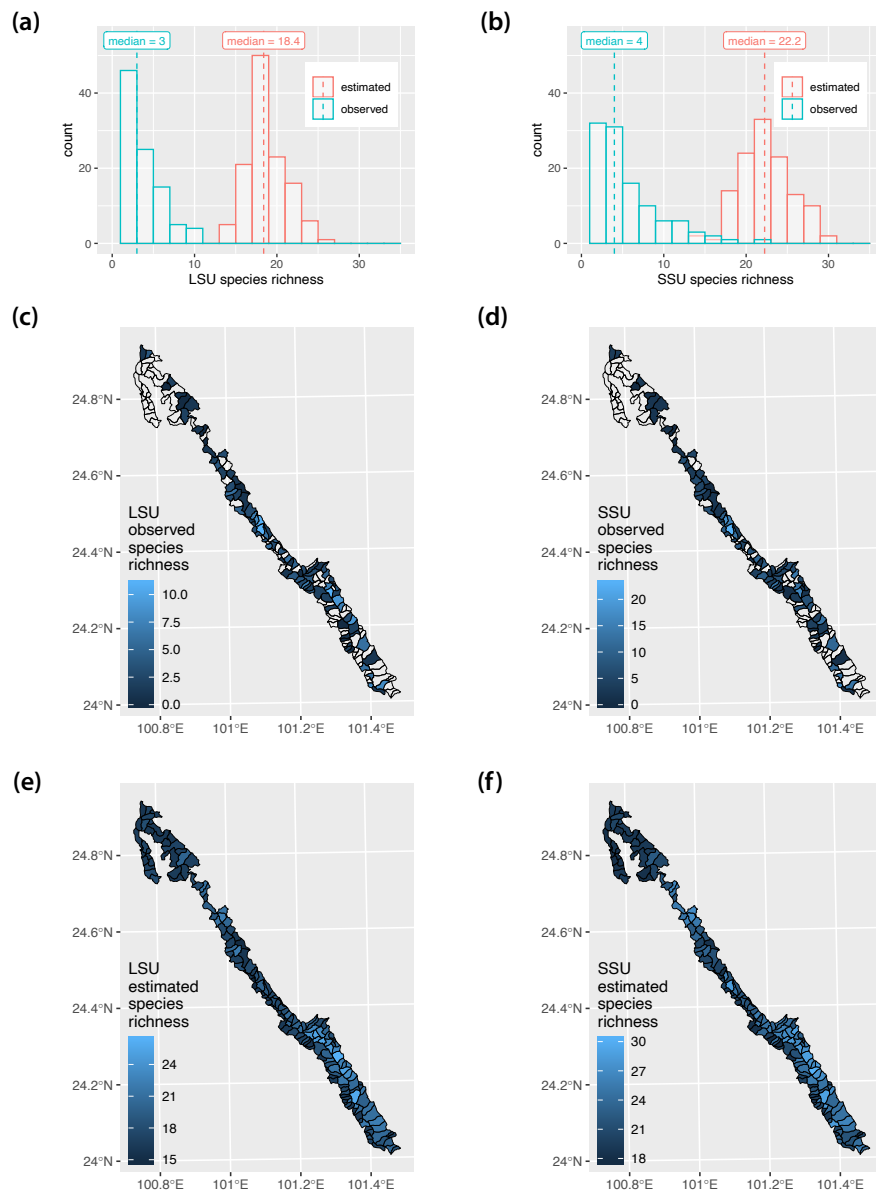 (a)
median = 3
median = 18.4
estimated
observed
count
0
20
40
0
10
20
30
LSU species richness
(b)
median = 4
median = 22.2
estimated
observed
count
0
20
40
0
10
20
30
SSU species richness
(c)
24.8°N
24.6°N
24.4°N
24.2°N
24°N
LSU
observed
species
richness
10.0
7.5
5.0
2.5
0.0
100.8°E
101°E
101.2°E
101.4°E
(d)
24.8°N
24.6°N
24.4°N
24.2°N
24°N
SSU
observed
species
richness
20
15
10
5
0
100.8°E
101°E
101.2°E
101.4°E
(e)
24.8°N
24.6°N
24.4°N
24.2°N
24°N
LSU
estimated
species
richness
24
21
18
15
100.8°E
101°E
101.2°E
101.4°E
(f)
24.8°N
24.6°N
24.4°N
24.2°N
24°N
SSU
estimated
species
richness
30
27
24
21
18
100.8°E
101°E
101.2°E
101.4°E